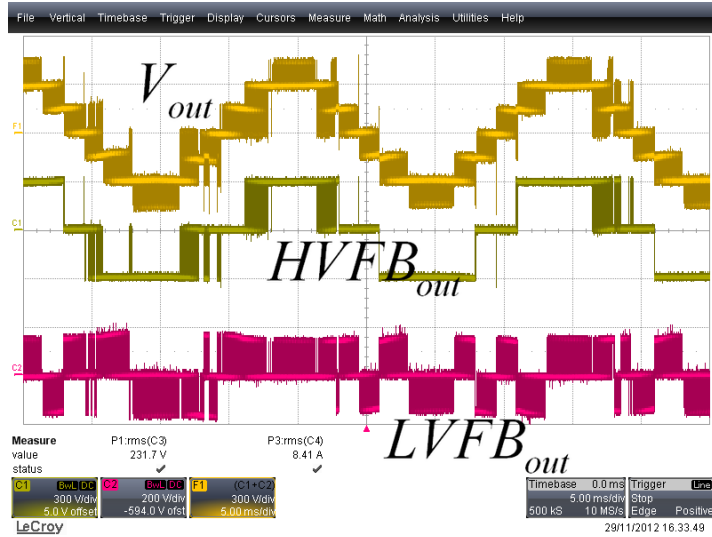 File Vertical Timebase Trigger Display Cursors Measure Math Analysis Utilities Help
V out
F1
C1
HVFB out
C2
LVFB out
Measure P1:rms(C3) P3:rms(C4)
value 231.7 V 8.41 A
status
C1 BwL DC C2 BwL DC F1 (C1+C2) Timebase 0.0 ms Trigger Line
300 V/div 200 V/div 300 V/div 5.00 ms/div Stop
5.0 V offset -594.0 V ofst 5.00 ms/div 500 kS 10 MS/s Edge Positive
LeCroy 29/11/2012 16.33.49